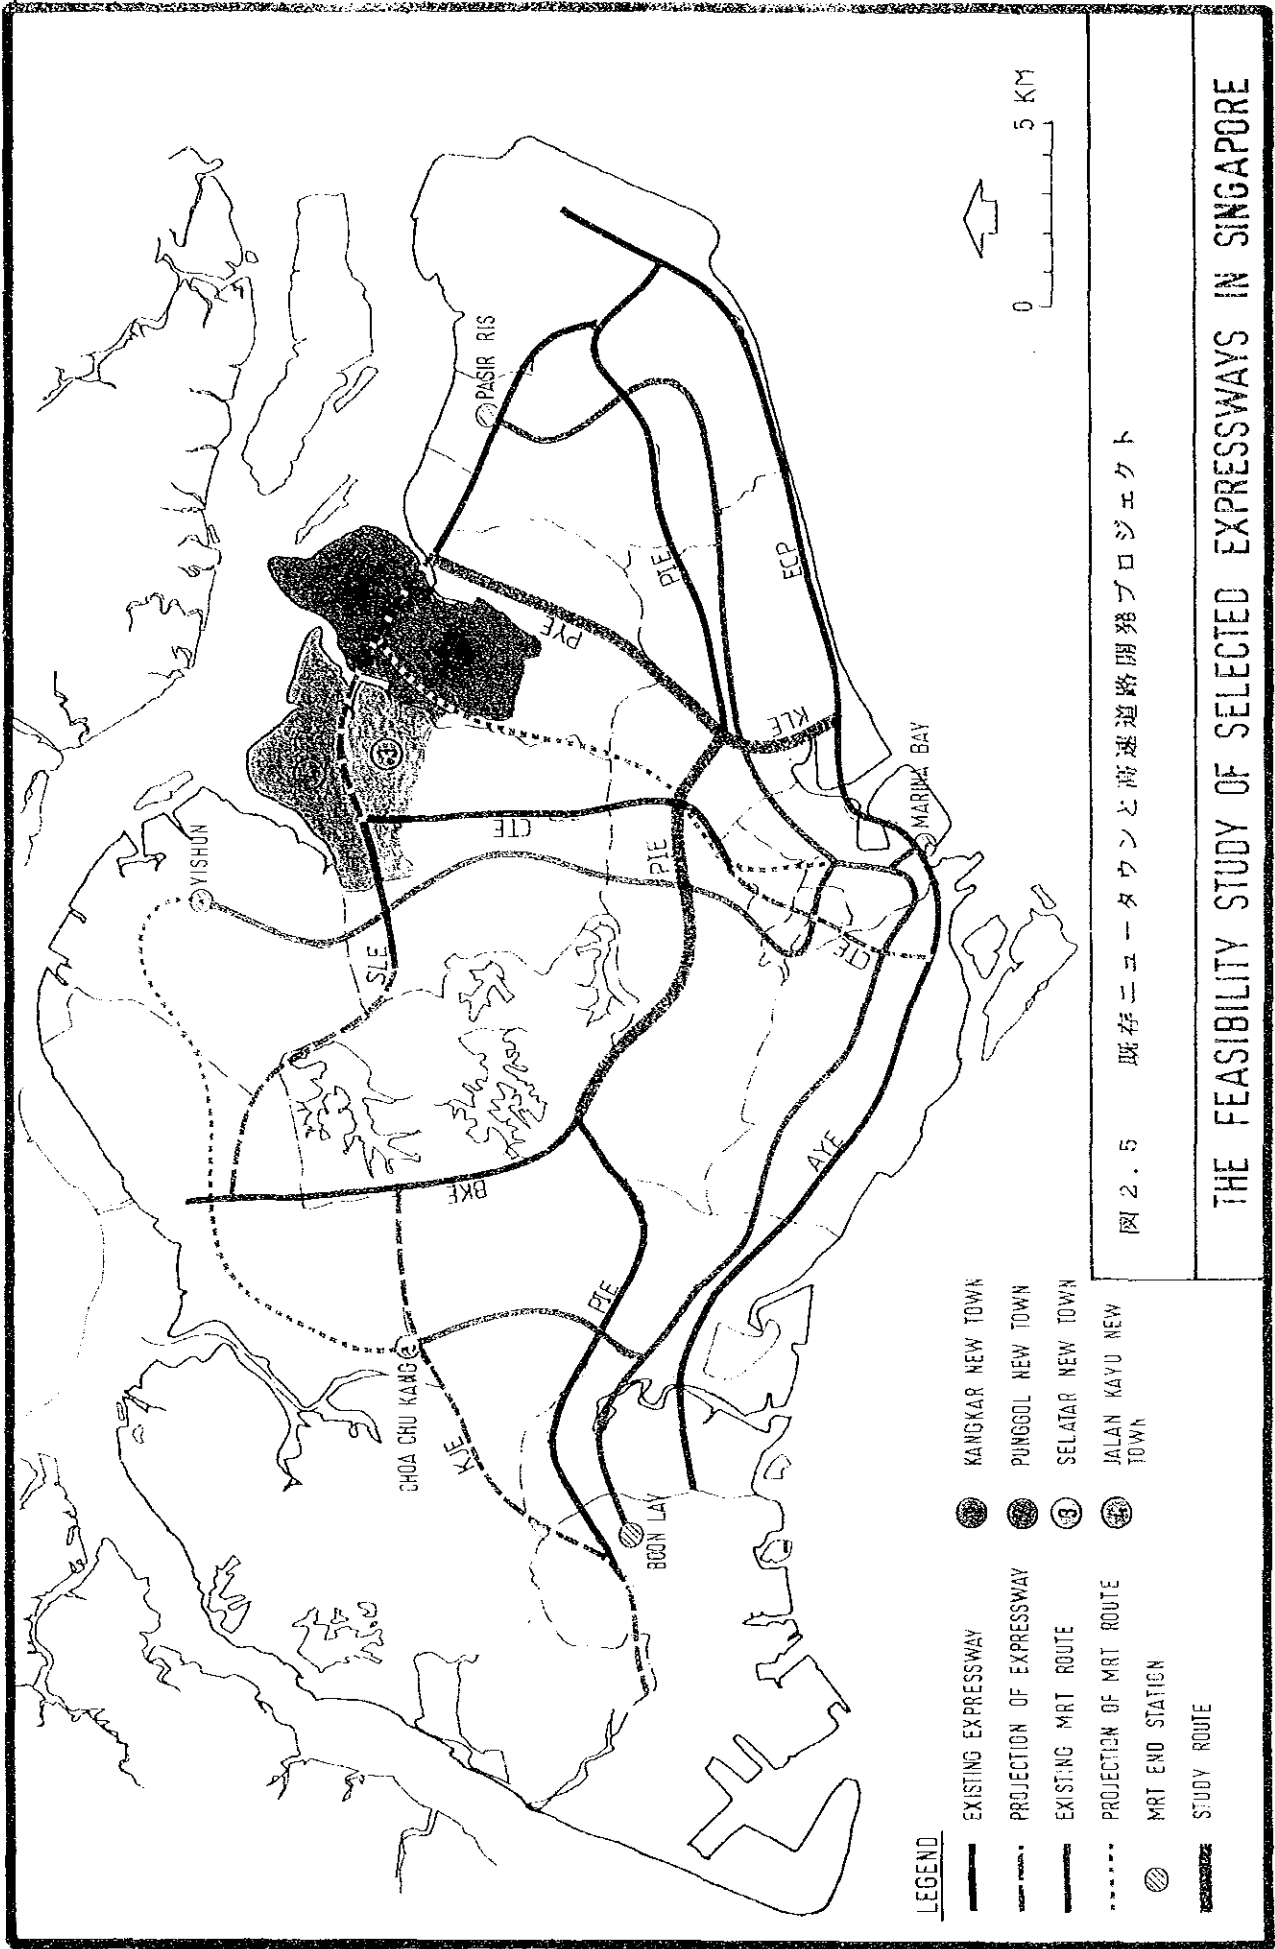 YISHUN
PASIR RIS
SLE
CTE
PYE
PIE
ECP
PIE
KLE
MARINA BAY
CTE
BKE
AYE
PIE
CHOA CHU KANG
KJE
BOON LAY
0 5 KM
LEGEND
EXISTING EXPRESSWAY
PROJECTION OF EXPRESSWAY
EXISTING MRT ROUTE
PROJECTION OF MRT ROUTE
MRT END STATION
STUDY ROUTE
KANGKAR NEW TOWN
PUNGGOL NEW TOWN
3 SELATAR NEW TOWN
JALAN KAYU NEW
TOWN
図2.5 既存ニュータウンと高速道路開発プロジェクト
THE FEASIBILITY STUDY OF SELECTED EXPRESSWAYS IN SINGAPORE